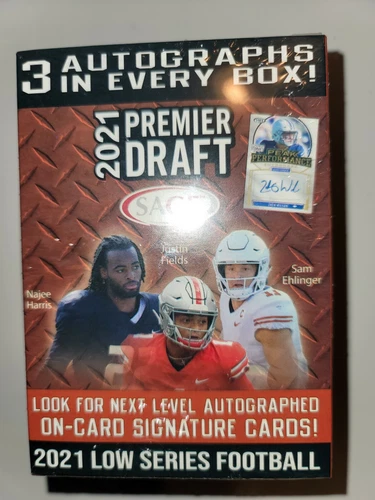 3 AUTOGRAPHS
IN EVERY BOX!
2021
PREMIER
DRAFT
PERFORMANCE
SAGE
Justin
Fields
Sam
Ehlinger
Najee
Harris
LOOK FOR NEXT LEVEL AUTOGRAPHED
ON-CARD SIGNATURE CARDS!
2021 LOW SERIES FOOTBALL